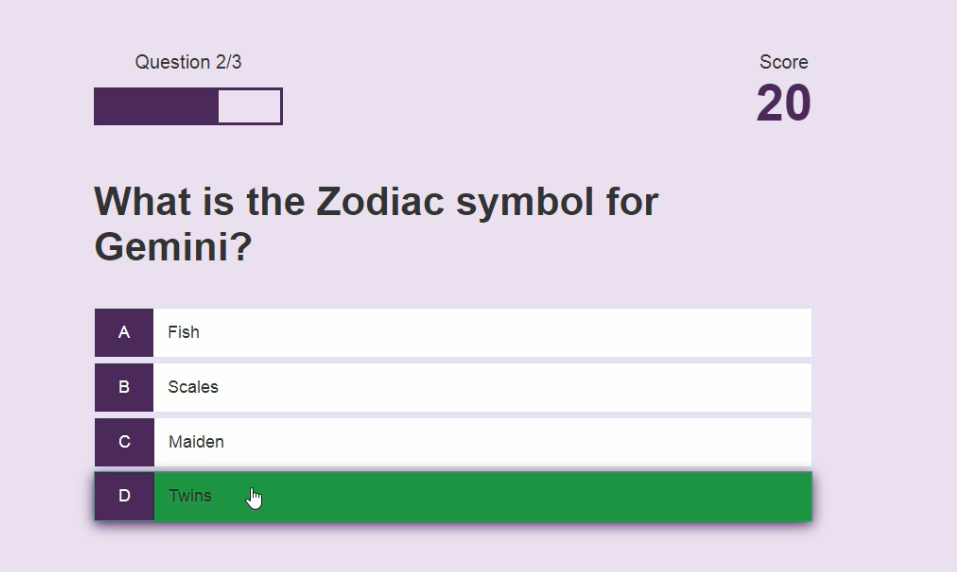 Question 2/3
Score
20
What is the Zodiac symbol for
Gemini?
A Fish
B Scales
C Maiden
D Twins